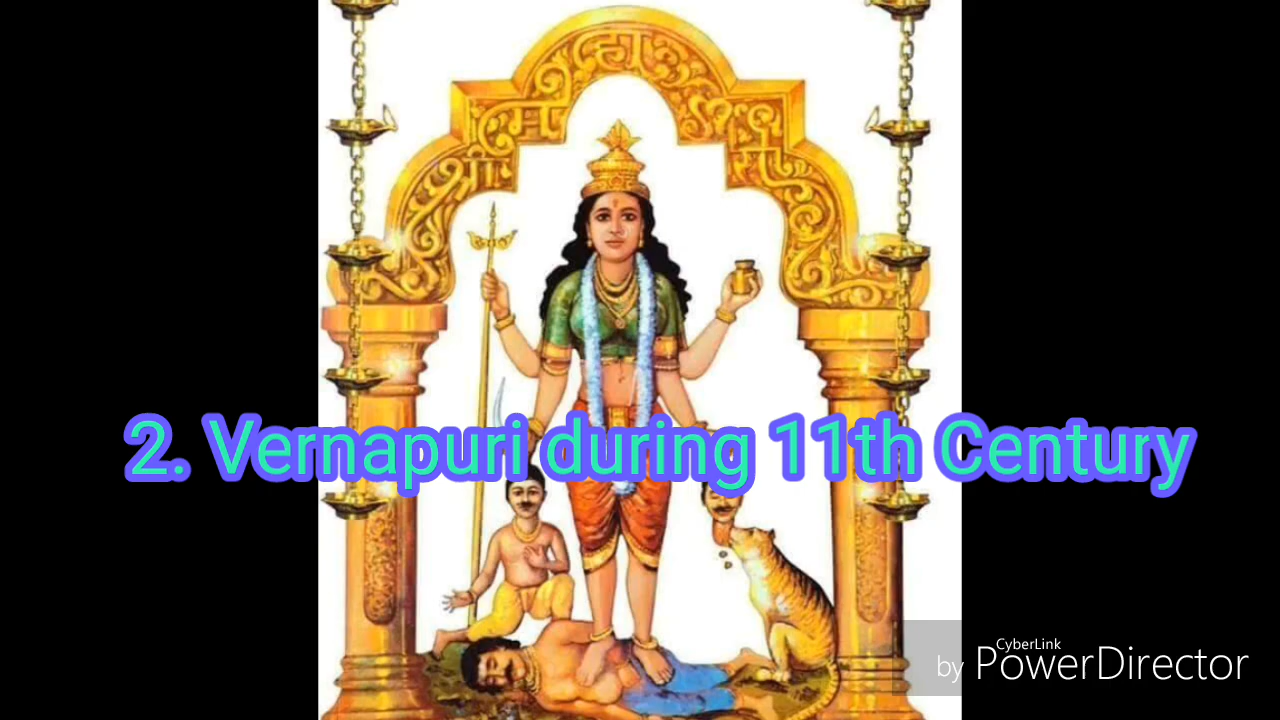 श्री
2. Vernapuri during 11th Century
by CyberLink PowerDirector